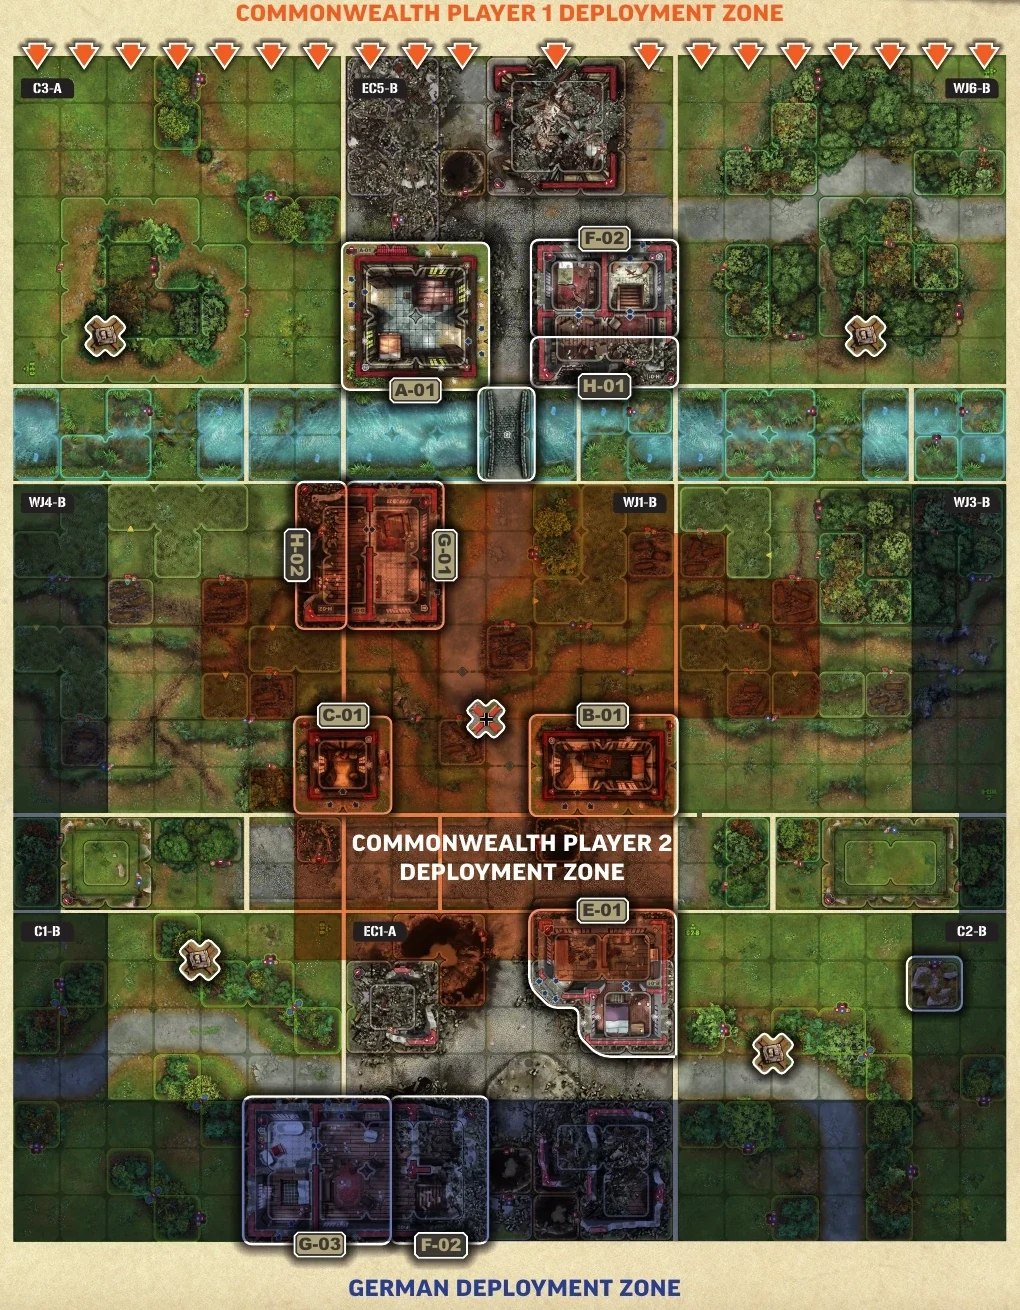 COMMONWEALTH PLAYER 1 DEPLOYMENT ZONE
C3-A
EC5-B
WJ6-B
F-02
A-01
H-01
WJ4-B
WJ1-B
WJ3-B
H-02
G-01
C-01
B-01
COMMONWEALTH PLAYER 2
DEPLOYMENT ZONE
E-01
C1-B
EC1-A
C2-B
G-03
F-02
GERMAN DEPLOYMENT ZONE